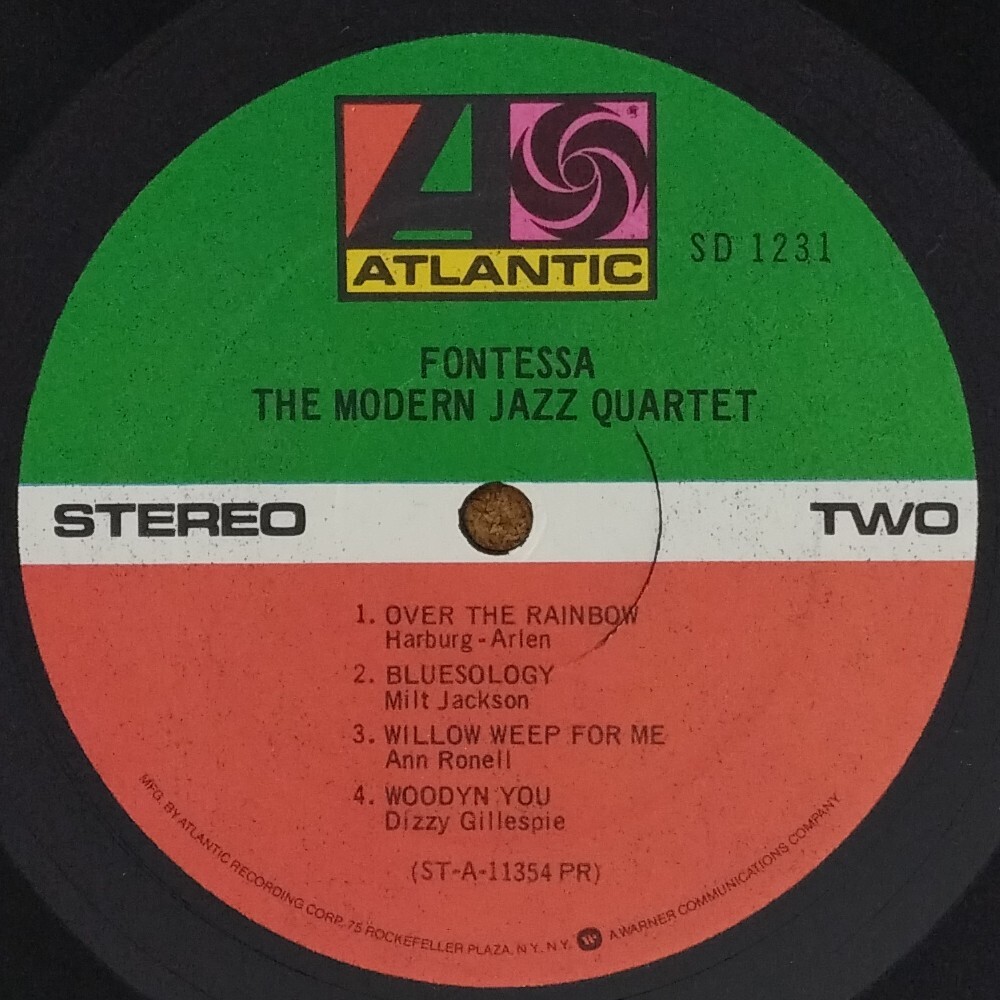 ATLANTIC
SD 1231
FONTESSA
THE MODERN JAZZ QUARTET
STEREO
TWO
1. OVER THE RAINBOW
Harburg-Arlen
2. BLUESOLOGY
Milt Jackson
3. WILLOW WEEP FOR ME
Ann Ronell
4. WOODYN YOU
Dizzy Gillespie
(ST-A-11354 PR)
MFG. BY ATLANTIC RECORDING CORP. 75 ROCKEFELLER PLAZA, N.Y. N.Y. A WARNER COMMUNICATIONS COMPANY